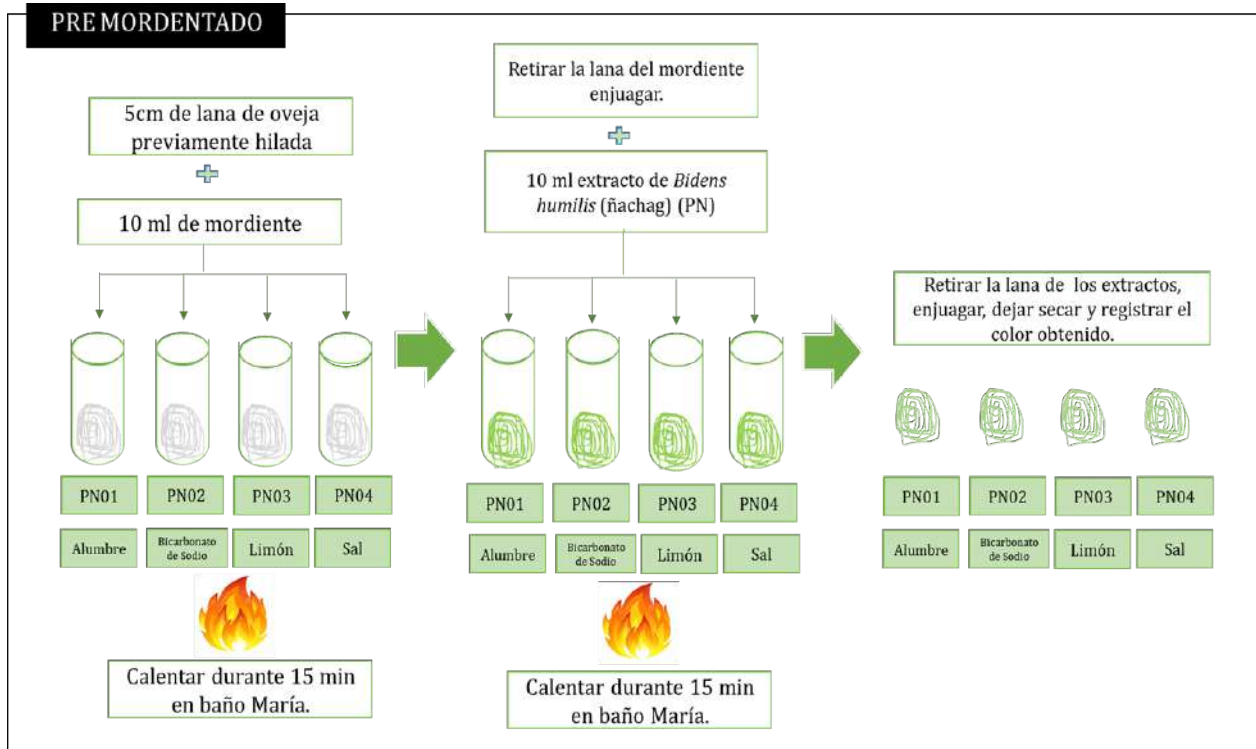 PRE MORDENTADO
5cm de lana de oveja
previamente hilada
10 ml de mordiente
PN01
PN02
PN03
PN04
Alumbre
Bicarbonato
de Sodio
Limón
Sal
Calentar durante 15 min
en baño María.
Retirar la lana del mordiente
enjuagar.
10 ml extracto de Bidens
humilis (ñachag) (PN)
PN01
PN02
PN03
PN04
Alumbre
Bicarbonato
de Sodio
Limón
Sal
Calentar durante 15 min
en baño María.
Retirar la lana de los extractos,
enjuagar, dejar secar y registrar el
color obtenido.
PN01
PN02
PN03
PN04
Alumbre
Bicarbonato
de Sodio
Limón
Sal